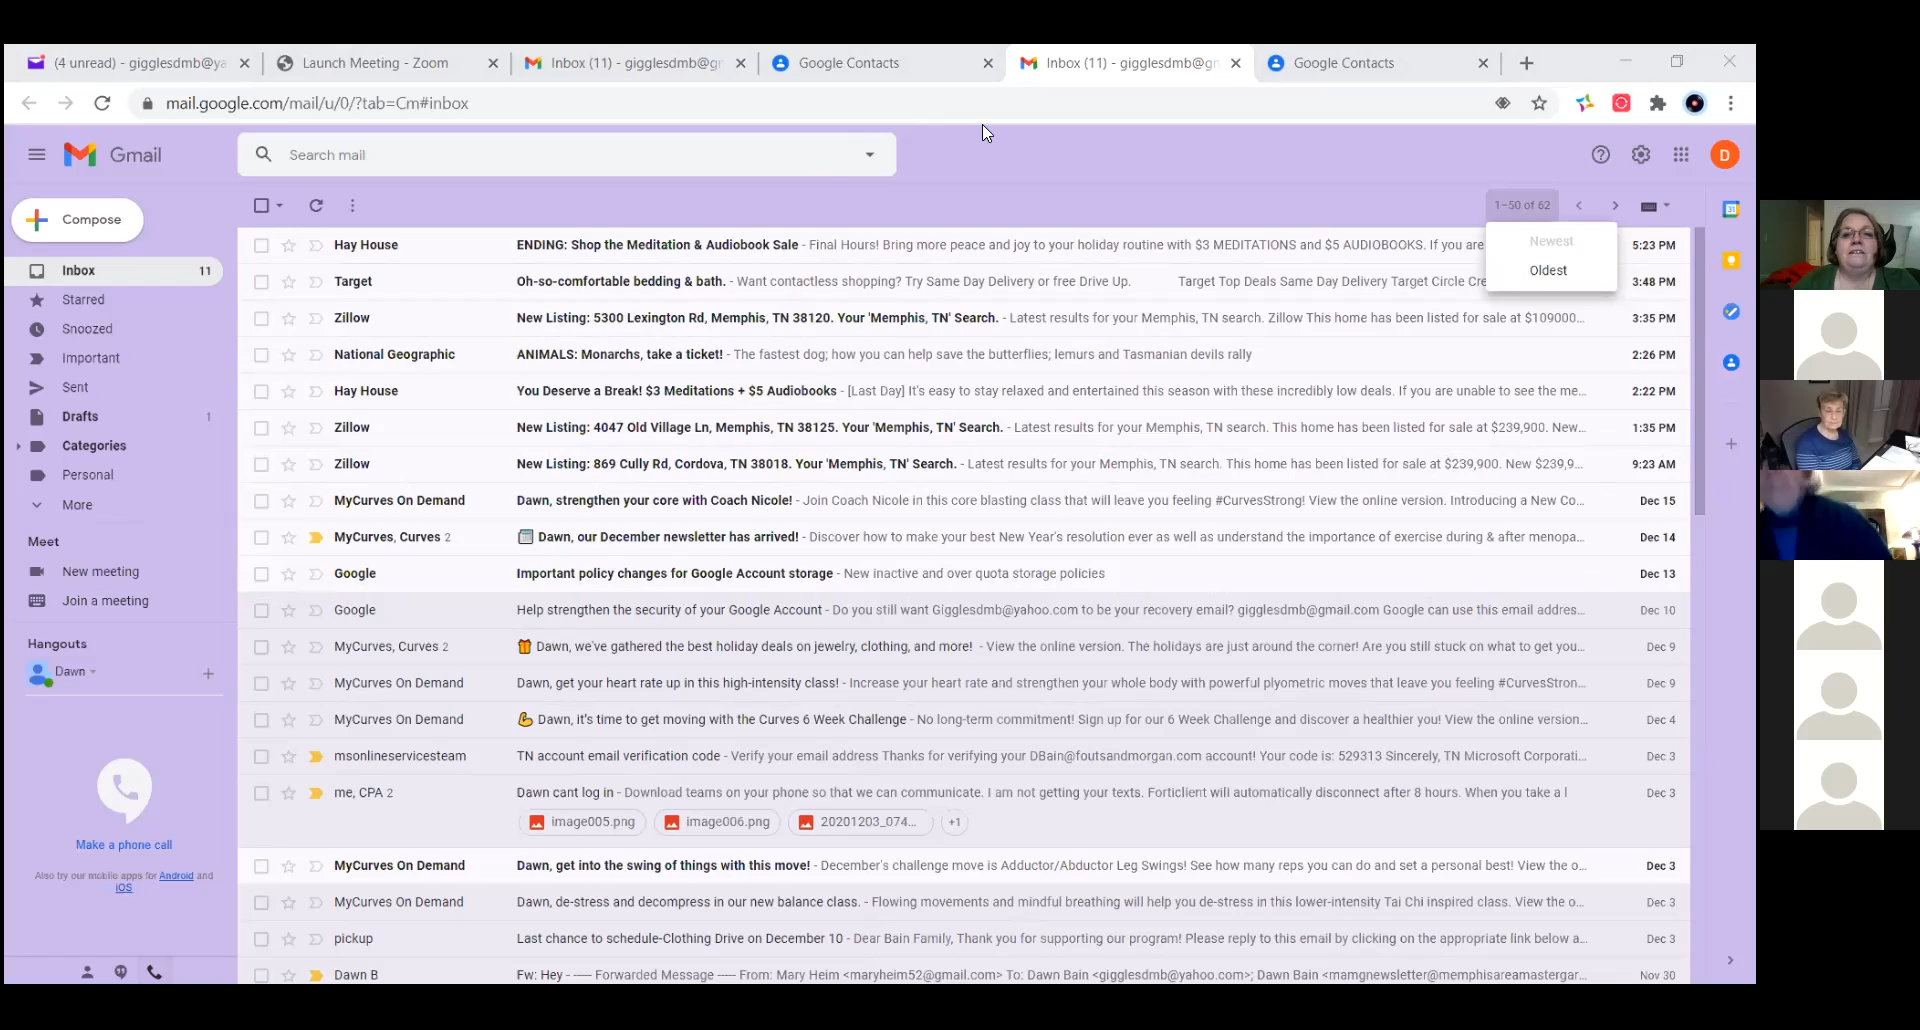 (4 unread) - gigglesdmb@ya
Launch Meeting - Zoom
Inbox (11) - gigglesdmb@gm
Google Contacts
Inbox (11) - gigglesdmb@gm
Google Contacts
mail.google.com/mail/u/0/?tab=Cm#inbox
Gmail
Search mail
D
Compose
1–50 of 62
Newest
Oldest
Inbox 11
Starred
Snoozed
Important
Sent
Drafts 1
Categories
Personal
More
Meet
New meeting
Join a meeting
Hangouts
Dawn
Make a phone call
Also try our mobile apps for Android and
iOS
Hay House ENDING: Shop the Meditation & Audiobook Sale - Final Hours! Bring more peace and joy to your holiday routine with $3 MEDITATIONS and $5 AUDIOBOOKS. If you are 5:23 PM
Target Oh-so-comfortable bedding & bath. - Want contactless shopping? Try Same Day Delivery or free Drive Up. Target Top Deals Same Day Delivery Target Circle Cre 3:48 PM
Zillow New Listing: 5300 Lexington Rd, Memphis, TN 38120. Your 'Memphis, TN' Search. - Latest results for your Memphis, TN search. Zillow This home has been listed for sale at $109000... 3:35 PM
National Geographic ANIMALS: Monarchs, take a ticket! - The fastest dog; how you can help save the butterflies; lemurs and Tasmanian devils rally 2:26 PM
Hay House You Deserve a Break! $3 Meditations + $5 Audiobooks - [Last Day] It's easy to stay relaxed and entertained this season with these incredibly low deals. If you are unable to see the me... 2:22 PM
Zillow New Listing: 4047 Old Village Ln, Memphis, TN 38125. Your 'Memphis, TN' Search. - Latest results for your Memphis, TN search. This home has been listed for sale at $239,900. New... 1:35 PM
Zillow New Listing: 869 Cully Rd, Cordova, TN 38018. Your 'Memphis, TN' Search. - Latest results for your Memphis, TN search. This home has been listed for sale at $239,900. New $239,9... 9:23 AM
MyCurves On Demand Dawn, strengthen your core with Coach Nicole! - Join Coach Nicole in this core blasting class that will leave you feeling #CurvesStrong! View the online version. Introducing a New Co... Dec 15
MyCurves, Curves 2 Dawn, our December newsletter has arrived! - Discover how to make your best New Year's resolution ever as well as understand the importance of exercise during & after menopa... Dec 14
Google Important policy changes for Google Account storage - New inactive and over quota storage policies Dec 13
Google Help strengthen the security of your Google Account - Do you still want Gigglesdmb@yahoo.com to be your recovery email? gigglesdmb@gmail.com Google can use this email addres... Dec 10
MyCurves, Curves 2 Dawn, we've gathered the best holiday deals on jewelry, clothing, and more! - View the online version. The holidays are just around the corner! Are you still stuck on what to get you... Dec 9
MyCurves On Demand Dawn, get your heart rate up in this high-intensity class! - Increase your heart rate and strengthen your whole body with powerful plyometric moves that leave you feeling #CurvesStron... Dec 9
MyCurves On Demand Dawn, it's time to get moving with the Curves 6 Week Challenge - No long-term commitment! Sign up for our 6 Week Challenge and discover a healthier you! View the online version... Dec 4
msonlineservicesteam TN account email verification code - Verify your email address Thanks for verifying your DBain@foutsandmorgan.com account! Your code is: 529313 Sincerely, TN Microsoft Corporati... Dec 3
me, CPA 2 Dawn cant log in - Download teams on your phone so that we can communicate. I am not getting your texts. Forticlient will automatically disconnect after 8 hours. When you take a l Dec 3
image005.png image006.png 20201203_074... +1
MyCurves On Demand Dawn, get into the swing of things with this move! - December's challenge move is Adductor/Abductor Leg Swings! See how many reps you can do and set a personal best! View the o... Dec 3
MyCurves On Demand Dawn, de-stress and decompress in our new balance class. - Flowing movements and mindful breathing will help you de-stress in this lower-intensity Tai Chi inspired class. View the o... Dec 3
pickup Last chance to schedule-Clothing Drive on December 10 - Dear Bain Family, Thank you for supporting our program! Please reply to this email by clicking on the appropriate link below a... Dec 3
Dawn B Fw: Hey - ----- Forwarded Message ----- From: Mary Heim <maryheim52@gmail.com> To: Dawn Bain <gigglesdmb@yahoo.com>; Dawn Bain <mamgnewsletter@memphisareamastergar... Nov 30
31